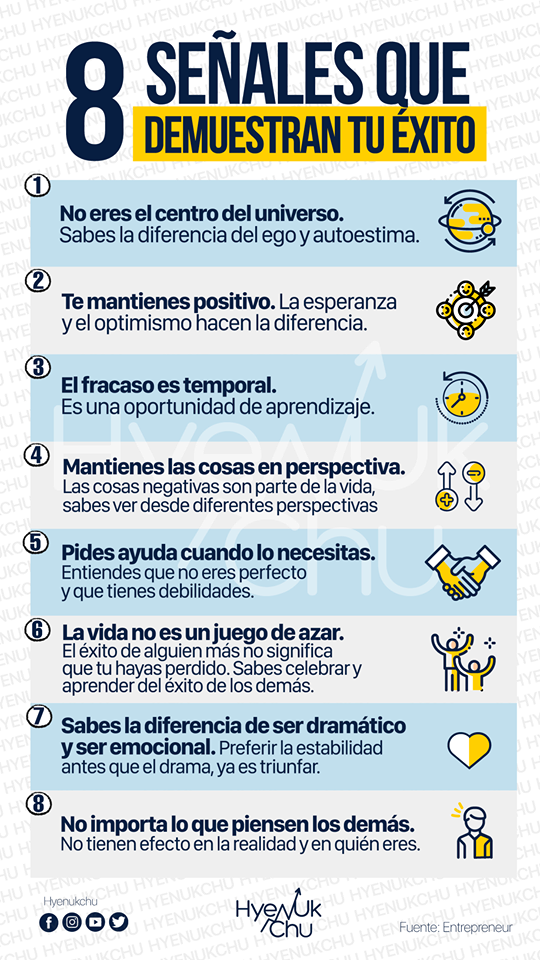 8 SEÑALES QUE
DEMUESTRAN TU ÉXITO
1
No eres el centro del universo.
Sabes la diferencia del ego y autoestima.
2
Te mantienes positivo. La esperanza
y el optimismo hacen la diferencia.
3
El fracaso es temporal.
Es una oportunidad de aprendizaje.
4
Mantienes las cosas en perspectiva.
Las cosas negativas son parte de la vida,
sabes ver desde diferentes perspectivas
5
Pides ayuda cuando lo necesitas.
Entiendes que no eres perfecto
y que tienes debilidades.
6
La vida no es un juego de azar.
El éxito de alguien más no significa
que tu hayas perdido. Sabes celebrar y
aprender del éxito de los demás.
7
Sabes la diferencia de ser dramático
y ser emocional. Preferir la estabilidad
antes que el drama, ya es triunfar.
8
No importa lo que piensen los demás.
No tienen efecto en la realidad y en quién eres.
Hyenukchu
HyeNUk
Chu
Fuente: Entrepreneur